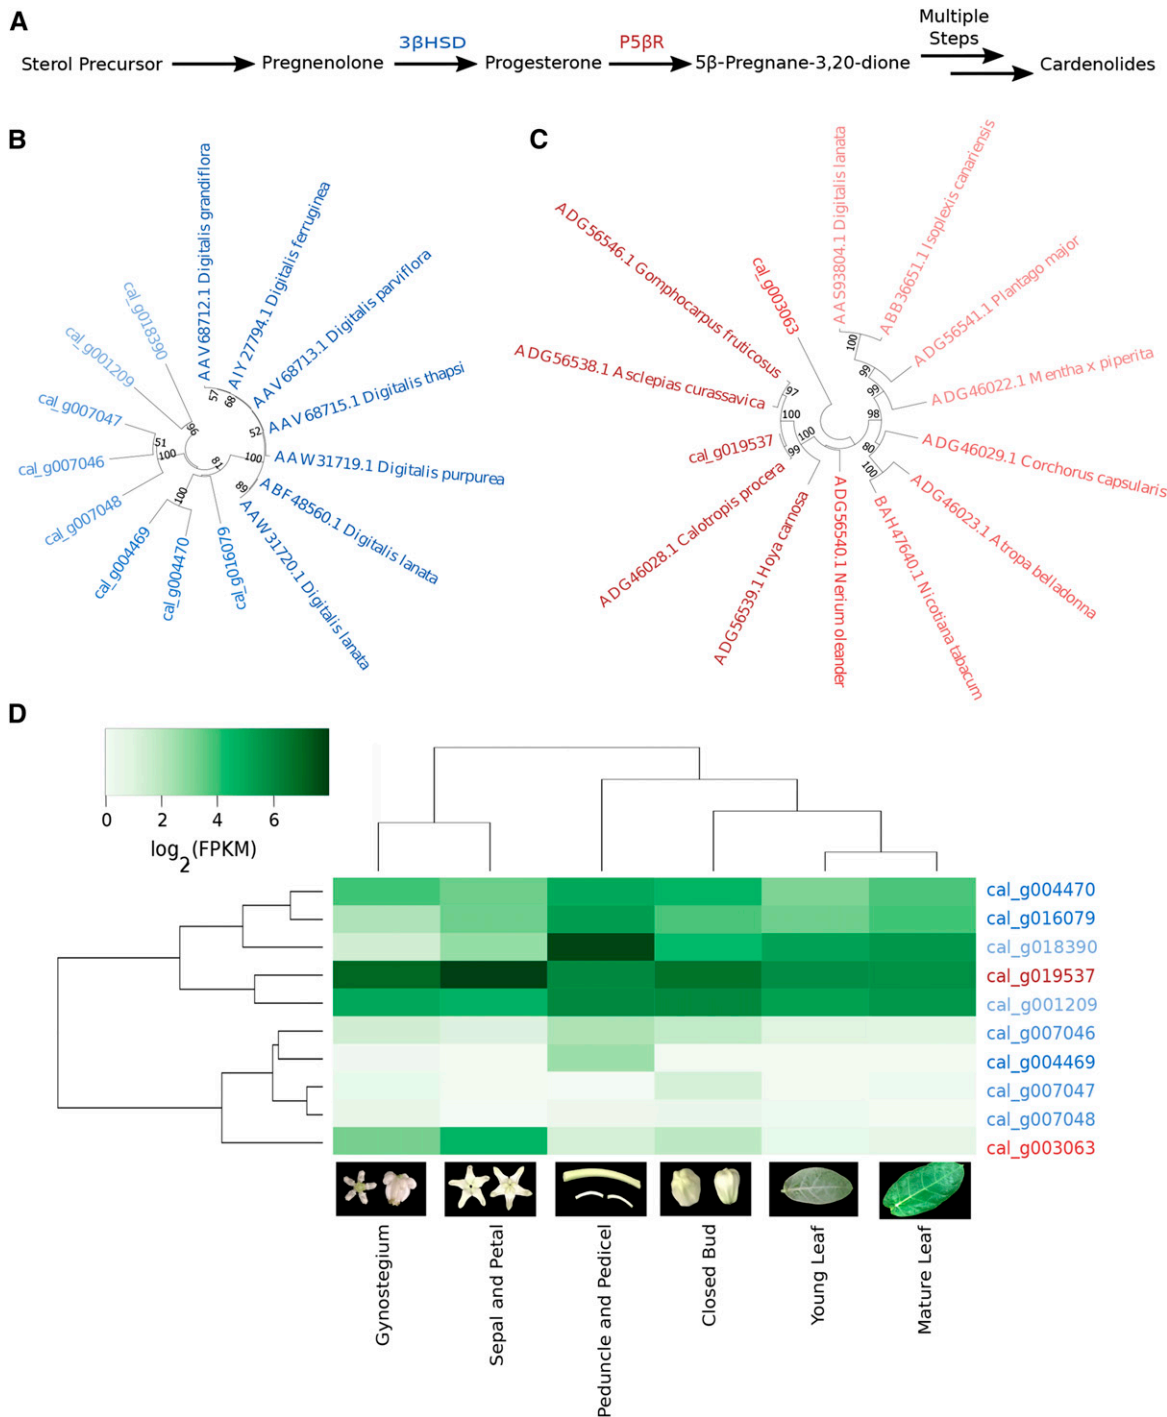 A
Sterol Precursor
Pregnenolone
3βHSD
Progesterone
P5βR
5β-Pregnane-3,20-dione
Multiple
Steps
Cardenolides
B
AAV68712.1 Digitalis grandiflora
AIY27794.1 Digitalis ferruginea
AAV68713.1 Digitalis parviflora
AAV68715.1 Digitalis thapsi
AAW31719.1 Digitalis purpurea
ABF48560.1 Digitalis lanata
AAW31720.1 Digitalis lanata
cal_g016079
cal_g004470
cal_g004469
cal_g007048
cal_g007046
cal_g007047
cal_g001209
cal_g018390
57
68
52
100
89
81
100
100
51
96
C
AAS93804.1 Digitalis lanata
ABB36651.1 Isoplexis canariensis
ADG56541.1 Plantago major
ADG46022.1 Mentha x piperita
ADG46029.1 Corchorus capsularis
ADG46023.1 Atropa belladonna
BAH47640.1 Nicotiana tabacum
ADG56540.1 Nerium oleander
ADG56539.1 Hoya carnosa
ADG46028.1 Calotropis procera
cal_g019537
ADG56538.1 Asclepias curassavica
ADG56546.1 Gomphocarpus fruticosus
cal_g003063
100
99
99
98
80
100
100
99
100
97
D
0 2 4 6
log2(FPKM)
cal_g004470
cal_g016079
cal_g018390
cal_g019537
cal_g001209
cal_g007046
cal_g004469
cal_g007047
cal_g007048
cal_g003063
Gynostegium
Sepal and Petal
Peduncle and Pedicel
Closed Bud
Young Leaf
Mature Leaf